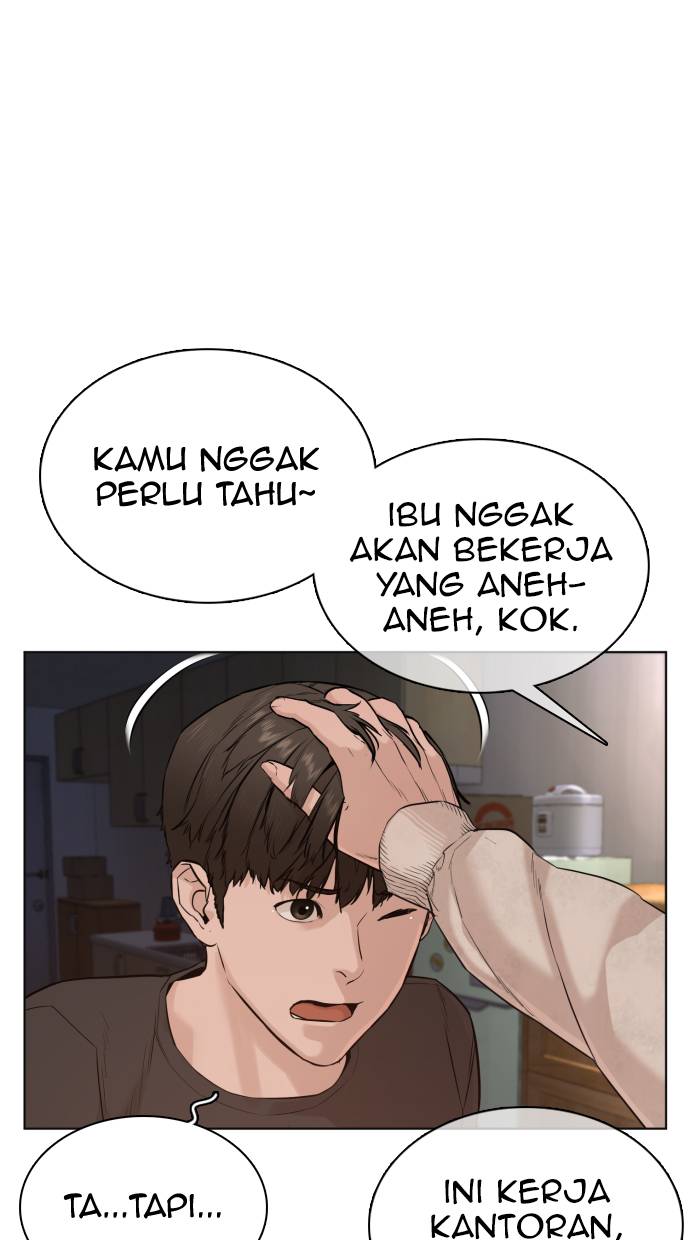 KAMU NGGAK
PERLU TAHU~
IBU NGGAK
AKAN BEKERJA
YANG ANEH-
ANEH, KOK.
TA...TAPI...
INI KERJA
KANTORAN,